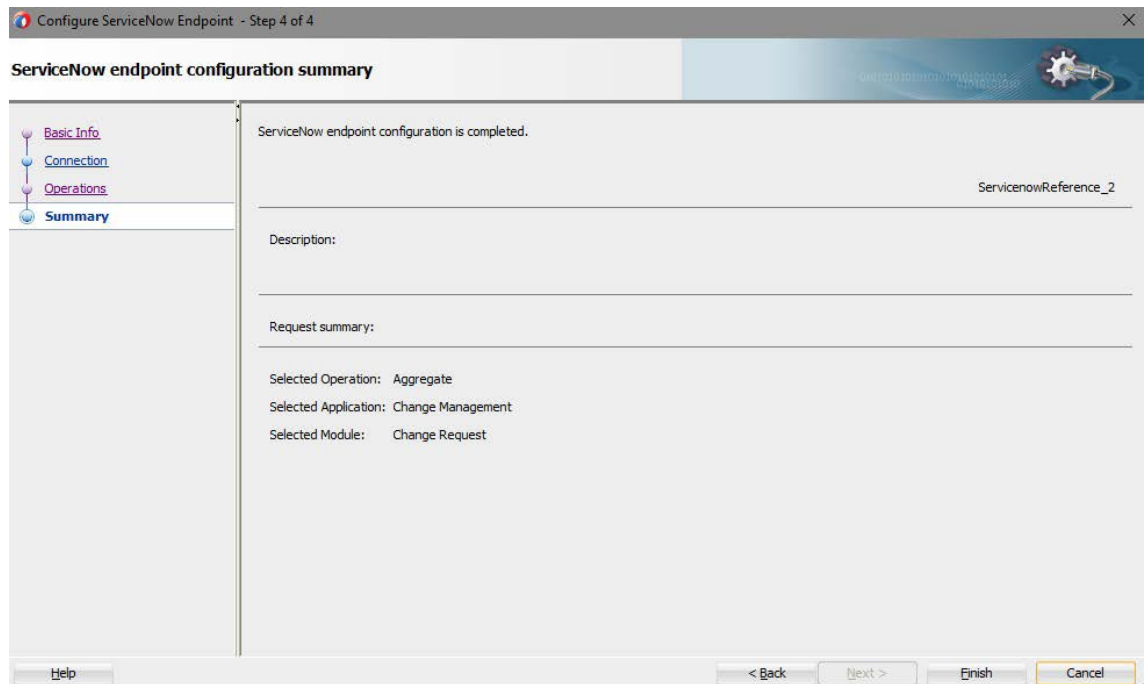 Configure ServiceNow Endpoint - Step 4 of 4
ServiceNow endpoint configuration summary
Basic Info
Connection
Operations
Summary
ServiceNow endpoint configuration is completed.
ServicenowReference_2
Description:
Request summary:
Selected Operation: Aggregate
Selected Application: Change Management
Selected Module: Change Request
Help
< Back
Next >
Finish
Cancel